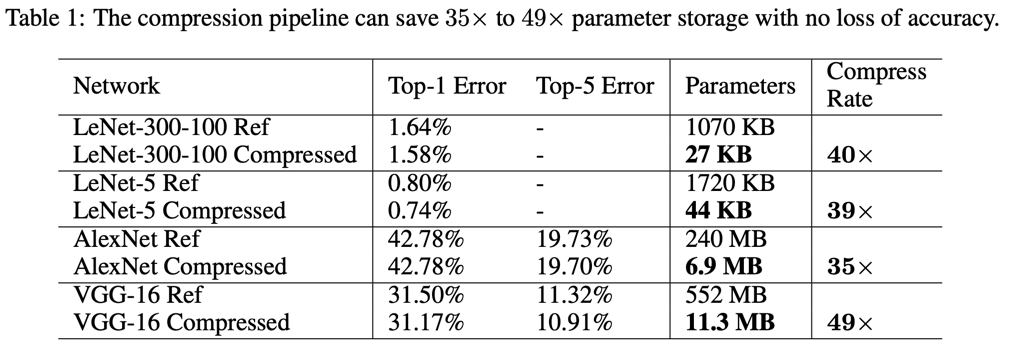 Table 1: The compression pipeline can save 35× to 49× parameter storage with no loss of accuracy.
Network Top-1 Error Top-5 Error Parameters Compress Rate
LeNet-300-100 Ref 1.64% - 1070 KB
LeNet-300-100 Compressed 1.58% - 27 KB 40×
LeNet-5 Ref 0.80% - 1720 KB
LeNet-5 Compressed 0.74% - 44 KB 39×
AlexNet Ref 42.78% 19.73% 240 MB
AlexNet Compressed 42.78% 19.70% 6.9 MB 35×
VGG-16 Ref 31.50% 11.32% 552 MB
VGG-16 Compressed 31.17% 10.91% 11.3 MB 49×